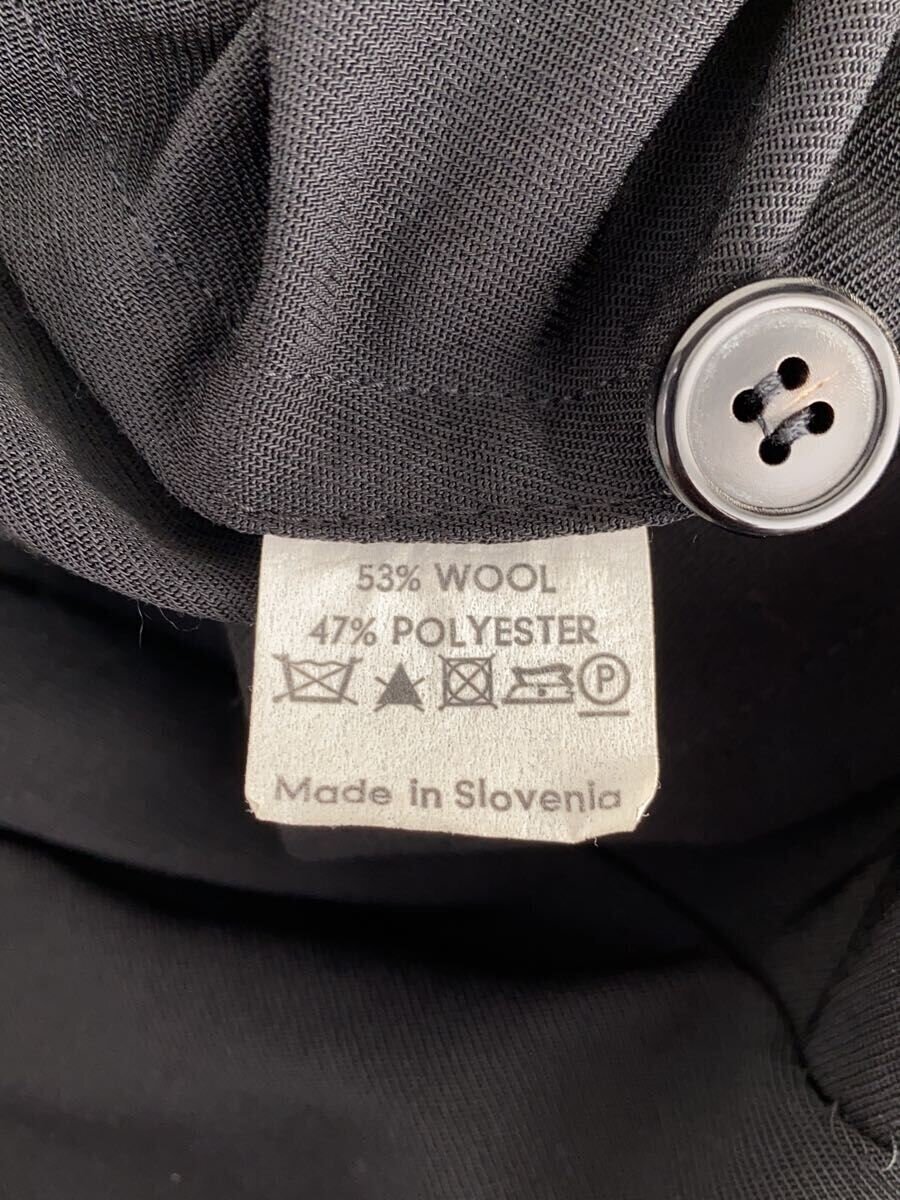 53% WOOL
47% POLYESTER
P
Made in Slovenia